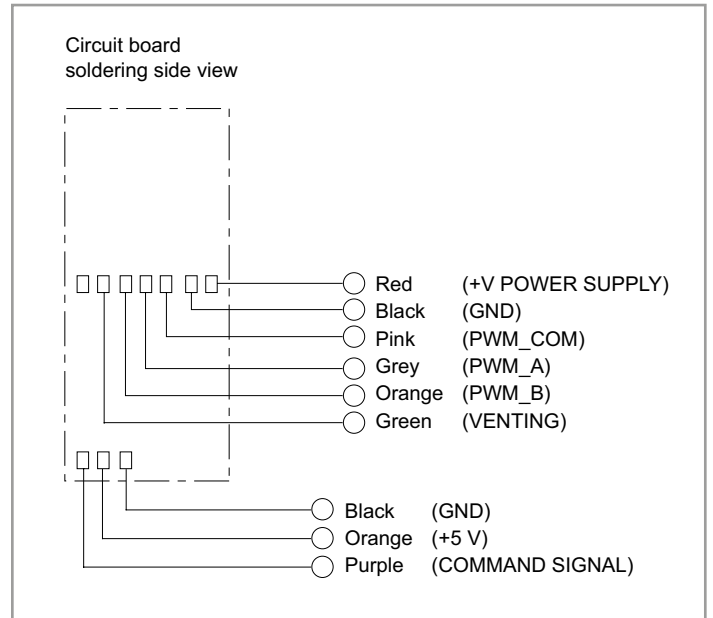 Circuit board
soldering side view
Red (+V POWER SUPPLY)
Black (GND)
Pink (PWM_COM)
Grey (PWM_A)
Orange (PWM_B)
Green (VENTING)
Black (GND)
Orange (+5 V)
Purple (COMMAND SIGNAL)